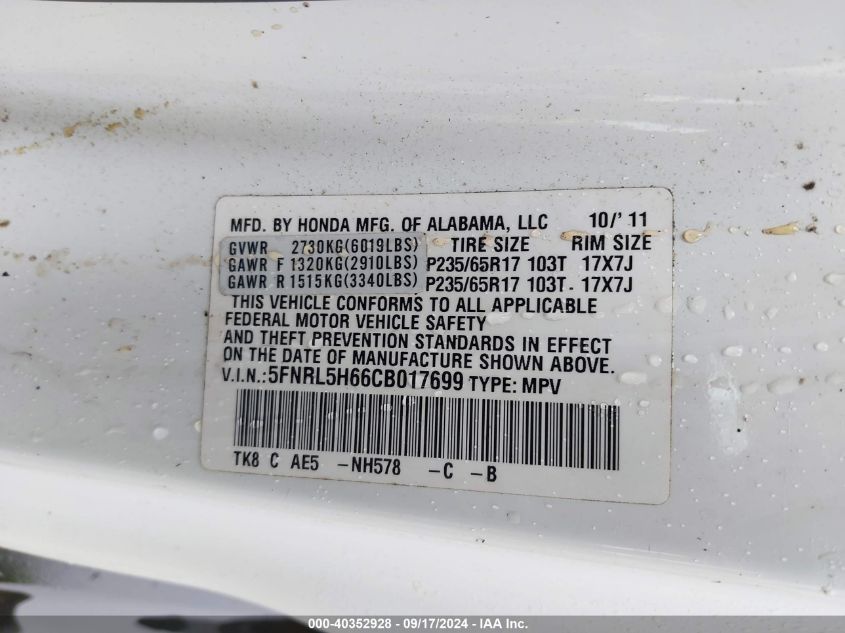 MFD. BY HONDA MFG. OF ALABAMA, LLC 10/' 11
GVWR 2730KG(6019LBS) TIRE SIZE RIM SIZE
GAWR F 1320KG(2910LBS) P235/65R17 103T 17X7J
GAWR R 1515KG(3340LBS) P235/65R17 103T 17X7J
THIS VEHICLE CONFORMS TO ALL APPLICABLE
FEDERAL MOTOR VEHICLE SAFETY
AND THEFT PREVENTION STANDARDS IN EFFECT
ON THE DATE OF MANUFACTURE SHOWN ABOVE.
V.I.N.:5FNRL5H66CB017699 TYPE: MPV
TK8 C AE5 -NH578 -C -B
000-40352928 - 09/17/2024 - IAA Inc.